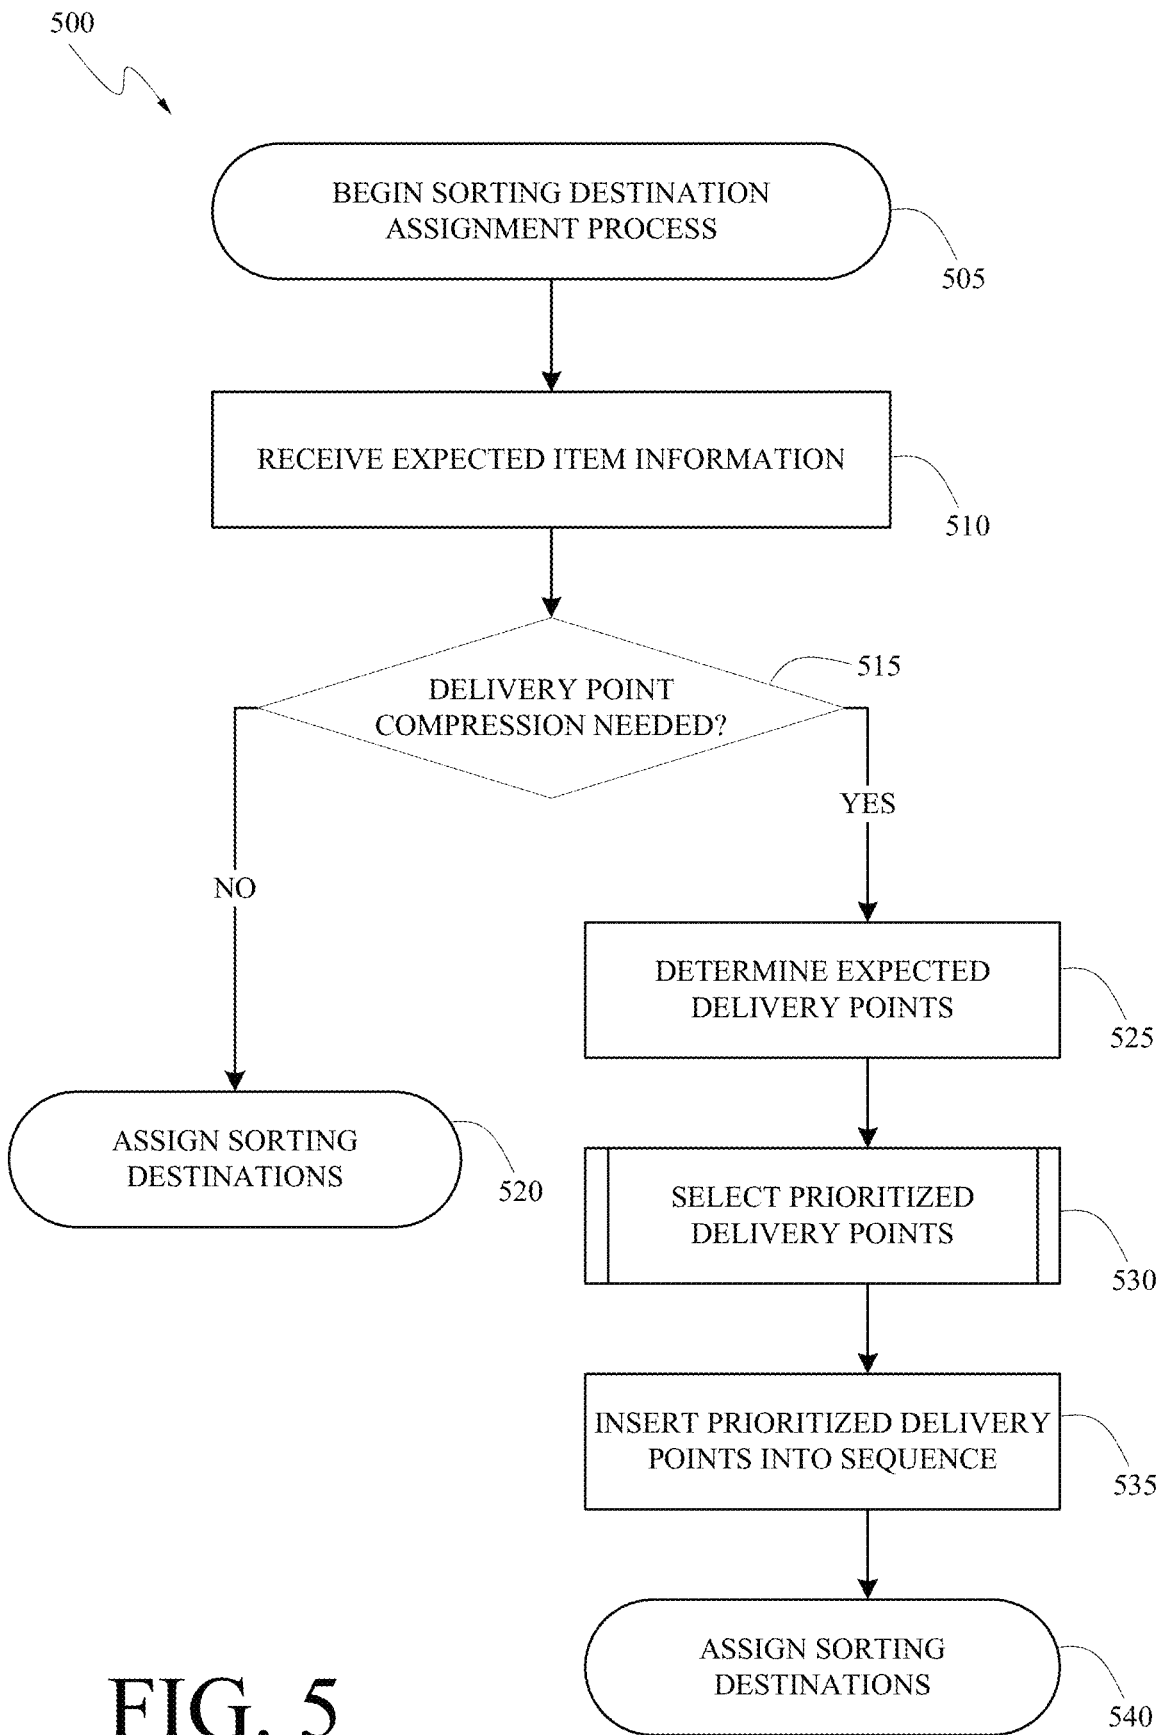 500
BEGIN SORTING DESTINATION
ASSIGNMENT PROCESS
505
RECEIVE EXPECTED ITEM INFORMATION
510
515
DELIVERY POINT
COMPRESSION NEEDED?
YES
NO
DETERMINE EXPECTED
DELIVERY POINTS
525
ASSIGN SORTING
DESTINATIONS
520
SELECT PRIORITIZED
DELIVERY POINTS
530
INSERT PRIORITIZED DELIVERY
POINTS INTO SEQUENCE
535
ASSIGN SORTING
DESTINATIONS
540
FIG. 5